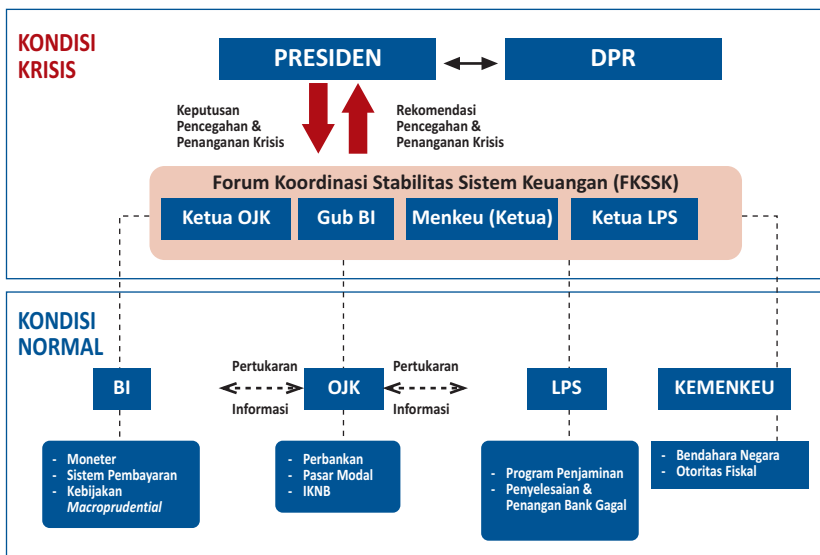 KONDISI
KRISIS
PRESIDEN
DPR
Keputusan
Pencegahan &
Penanganan Krisis
Rekomendasi
Pencegahan &
Penanganan Krisis
Forum Koordinasi Stabilitas Sistem Keuangan (FKSSK)
Ketua OJK
Gub BI
Menkeu (Ketua)
Ketua LPS
KONDISI
NORMAL
BI
Pertukaran
Informasi
OJK
Pertukaran
Informasi
LPS
KEMENKEU
- Moneter
- Sistem Pembayaran
- Kebijakan
Macroprudential
- Perbankan
- Pasar Modal
- IKNB
- Program Penjaminan
- Penyelesaian &
Penangan Bank Gagal
- Bendahara Negara
- Otoritas Fiskal